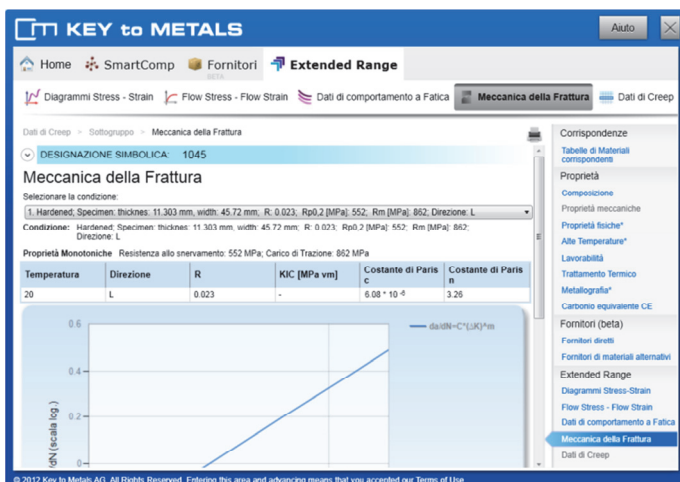 KEY to METALS
Aiuto
Home
SmartComp
Fornitori
BETA
Extended Range
Diagrammi Stress - Strain
Flow Stress - Flow Strain
Dati di comportamento a Fatica
Meccanica della Frattura
Dati di Creep
Dati di Creep > Sottogruppo > Meccanica della Frattura
DESIGNAZIONE SIMBOLICA: 1045
Meccanica della Frattura
Selezionare la condizione:
1. Hardened; Specimen: thicknes: 11.303 mm, width: 45.72 mm; R: 0.023; Rp0,2 [MPa]: 552; Rm [MPa]: 862; Direzione: L
Condizione: Hardened; Specimen: thicknes: 11.303 mm, width: 45.72 mm; R: 0.023; Rp0,2 [MPa]: 552; Rm [MPa]: 862;
Direzione: L
Proprietà Monotoniche Resistenza allo snervamento: 552 MPa; Carico di Trazione: 862 MPa
Temperatura Direzione R KIC [MPa vm] Costante di Paris c Costante di Paris n
20 L 0.023 - 6.08 * 10 -6 3.26
0.6
0.4
0.2
0
dN (scala log.)
da/dN=C*(ΔK)^m
Corrispondenze
Tabelle di Materiali
corrispondenti
Proprietà
Composizione
Proprietà meccaniche
Proprietà fisiche*
Alte Temperature*
Lavorabilità
Trattamento Termico
Metallografia*
Carbonio equivalente CE
Fornitori (beta)
Fornitori diretti
Fornitori di materiali alternativi
Extended Range
Diagrammi Stress-Strain
Flow Stress - Flow Strain
Dati di comportamento a Fatica
Meccanica della Frattura
Dati di Creep
© 2012 Key to Metals AG. All Rights Reserved. Entering this area and advancing means that you accepted our Terms of Use